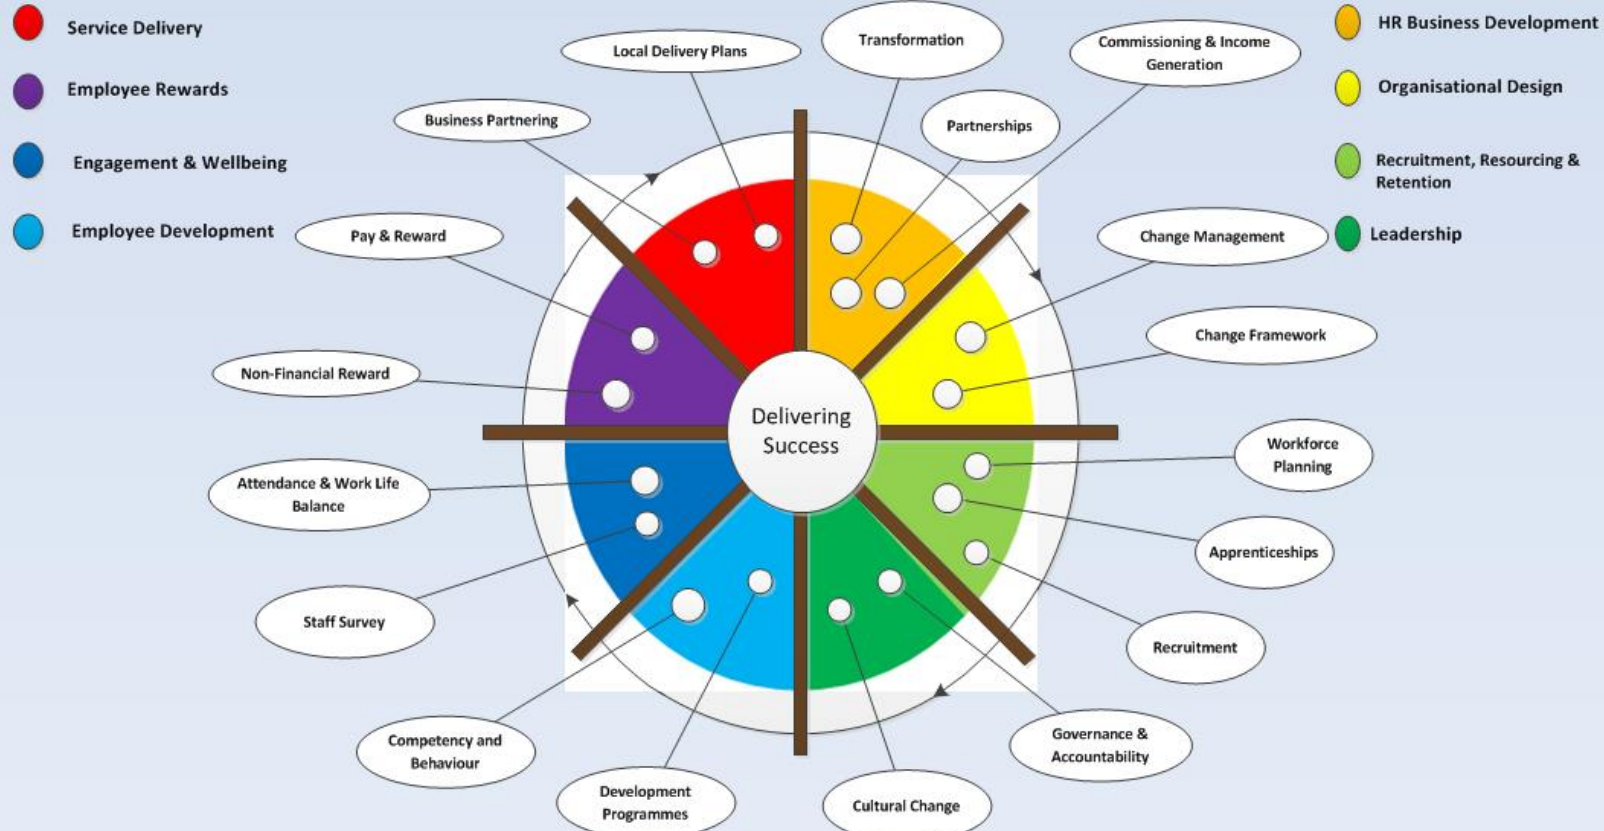 Service Delivery
Employee Rewards
Engagement & Wellbeing
Employee Development
HR Business Development
Organisational Design
Recruitment, Resourcing &
Retention
Leadership
Local Delivery Plans
Transformation
Commissioning & Income
Generation
Business Partnering
Partnerships
Pay & Reward
Change Management
Non-Financial Reward
Change Framework
Delivering
Success
Attendance & Work Life
Balance
Workforce
Planning
Staff Survey
Apprenticeships
Recruitment
Competency and
Behaviour
Governance &
Accountability
Development
Programmes
Cultural Change